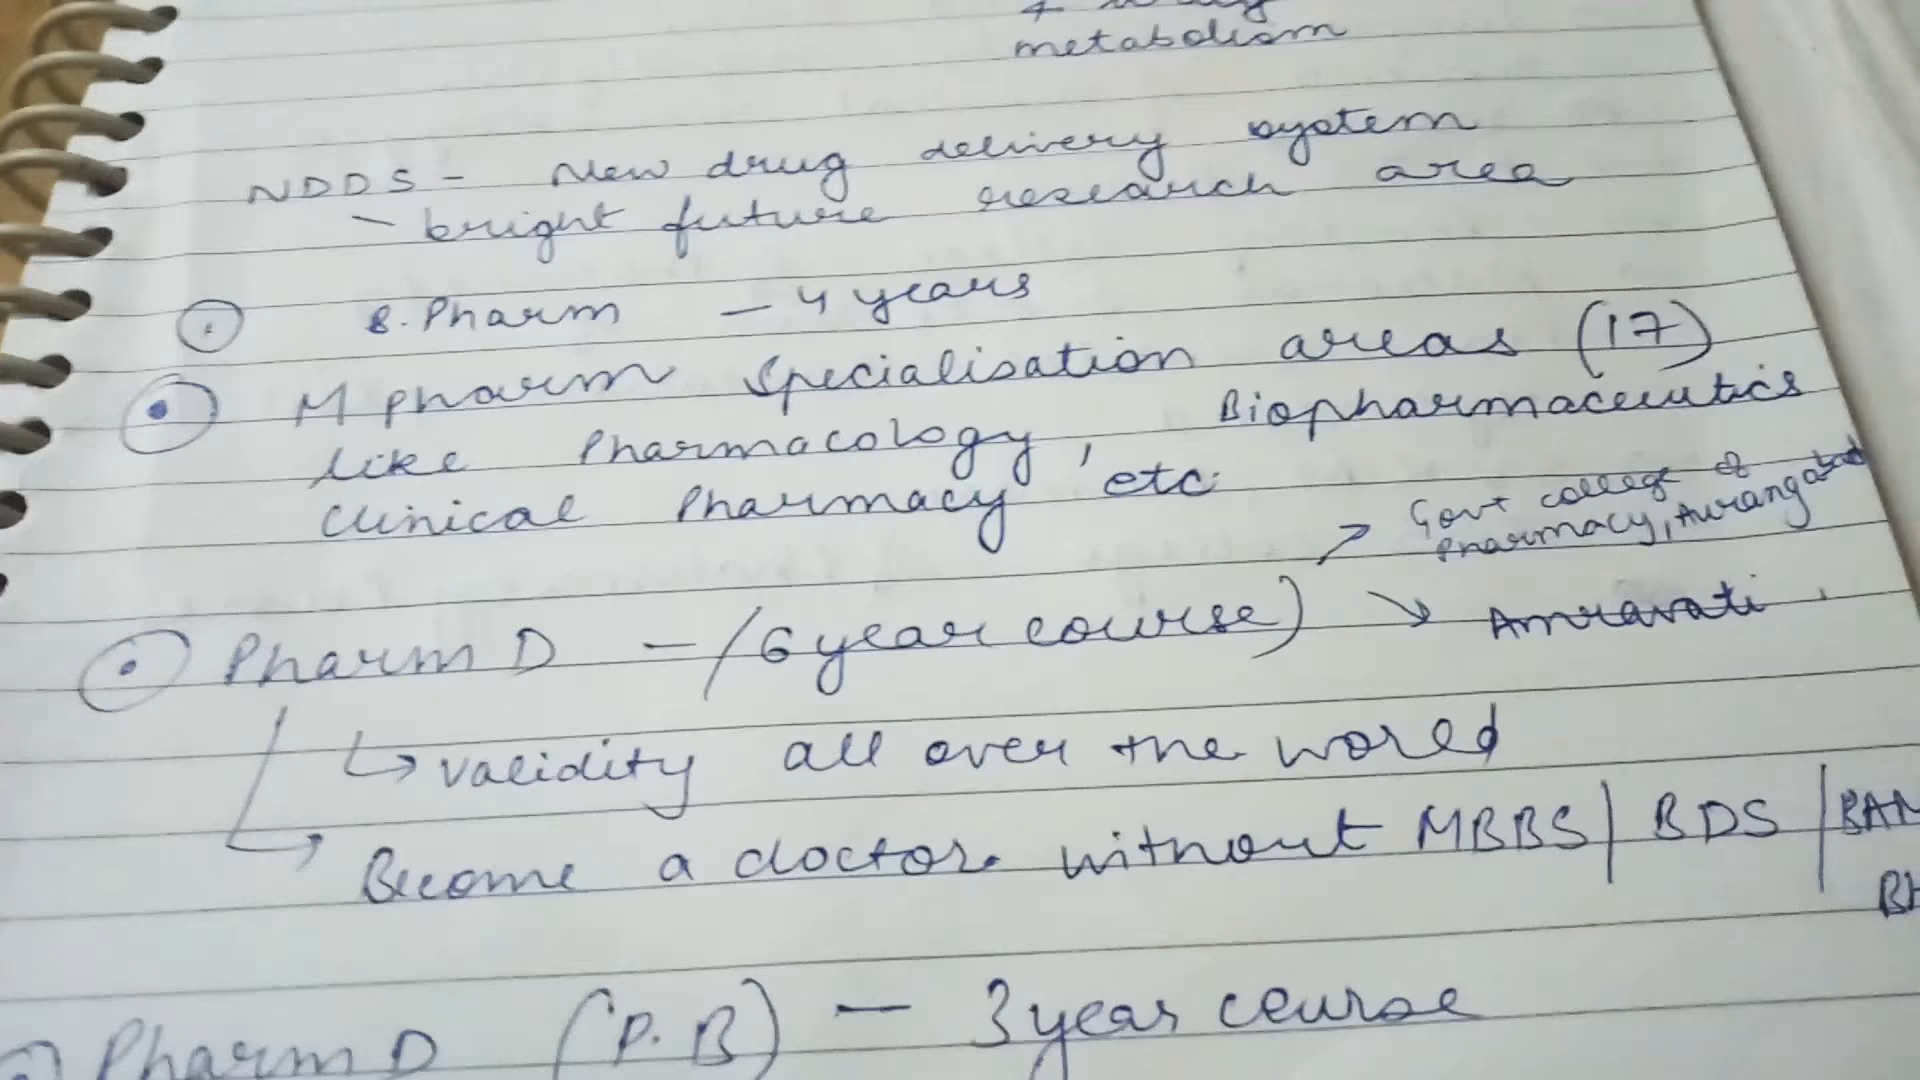 metabolism
NDDS - New drug delivery system
- bright future research area
B. Pharm - 4 years
M pharm specialisation areas (17)
like Pharmacology, Biopharmaceutics
clinical Pharmacy etc.
Govt college of
Pharmacy, Aurangabad
Pharm D - (6 year course)
Amravati
validity all over the world
Become a doctor without MBBS | BDS | BAM
BH
Pharm D (P.B) - 3 year course